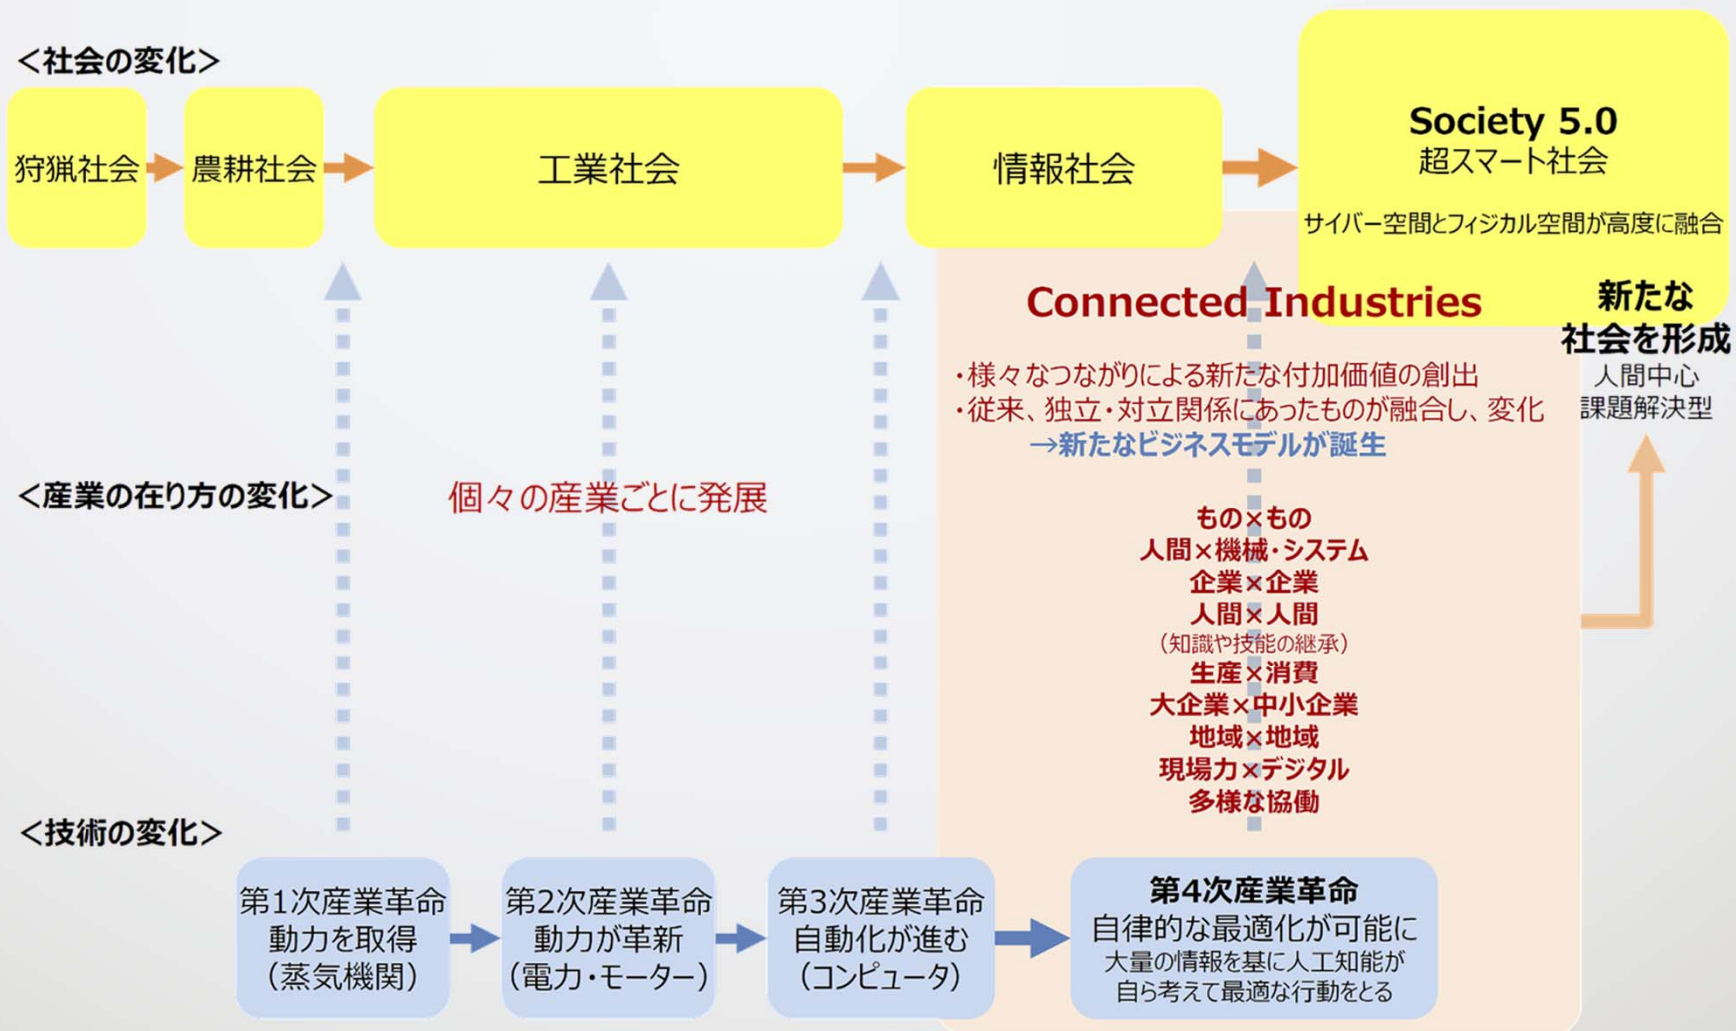 ＜社会の変化＞
狩猟社会
農耕社会
工業社会
情報社会
Society 5.0
超スマート社会
サイバー空間とフィジカル空間が高度に融合
新たな
社会を形成
人間中心
課題解決型
Connected Industries
・様々なつながりによる新たな付加価値の創出
・従来、独立・対立関係にあったものが融合し、変化
→新たなビジネスモデルが誕生
＜産業の在り方の変化＞
個々の産業ごとに発展
もの×もの
人間×機械・システム
企業×企業
人間×人間
（知識や技能の継承）
生産×消費
大企業×中小企業
地域×地域
現場力×デジタル
多様な協働
＜技術の変化＞
第1次産業革命
動力を取得
（蒸気機関）
第2次産業革命
動力が革新
（電力・モーター）
第3次産業革命
自動化が進む
（コンピュータ）
第4次産業革命
自律的な最適化が可能に
大量の情報を基に人工知能が
自ら考えて最適な行動をとる